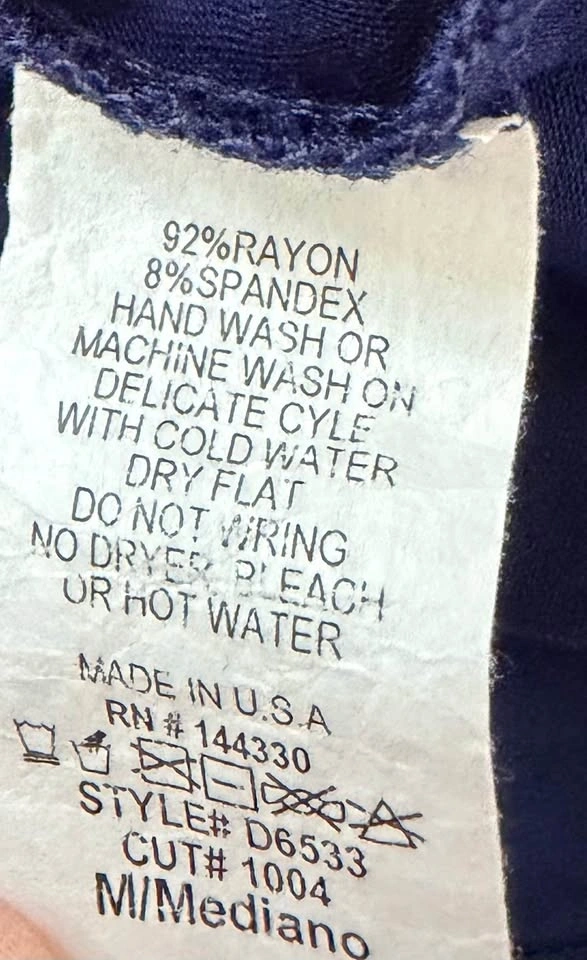 92%RAYON
8%SPANDEX
HAND WASH OR
MACHINE WASH ON
DELICATE CYLE
WITH COLD WATER
DRY FLAT
DO NOT WRING
NO DRYER BLEACH
OR HOT WATER
MADE IN U.S.A
RN # 144330
STYLE# D6533
CUT# 1004
M/Mediano